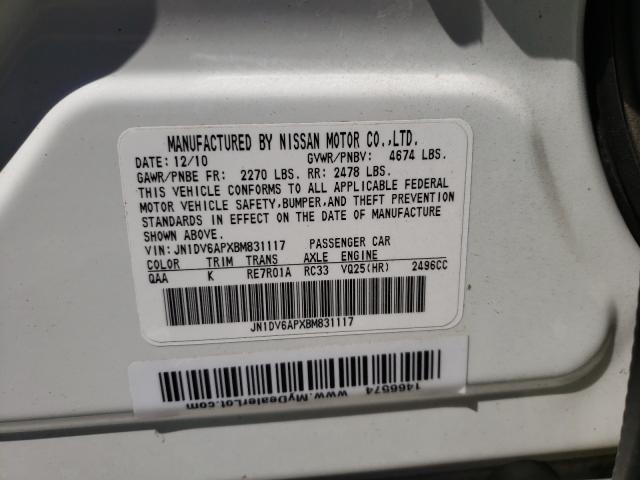 MANUFACTURED BY NISSAN MOTOR CO.,LTD.
DATE: 12/10 GVWR/PNBV: 4674 LBS.
GAWR/PNBE FR: 2270 LBS. RR: 2478 LBS.
THIS VEHICLE CONFORMS TO ALL APPLICABLE FEDERAL
MOTOR VEHICLE SAFETY,BUMPER,AND THEFT PREVENTION
STANDARDS IN EFFECT ON THE DATE OF MANUFACTURE
SHOWN ABOVE.
VIN: JN1DV6APXBM831117 PASSENGER CAR
COLOR TRIM TRANS AXLE ENGINE
QAA K RE7R01A RC33 VQ25(HR) 2496CC
JN1DV6APXBM831117
1466574
www.MyDealerLot.com